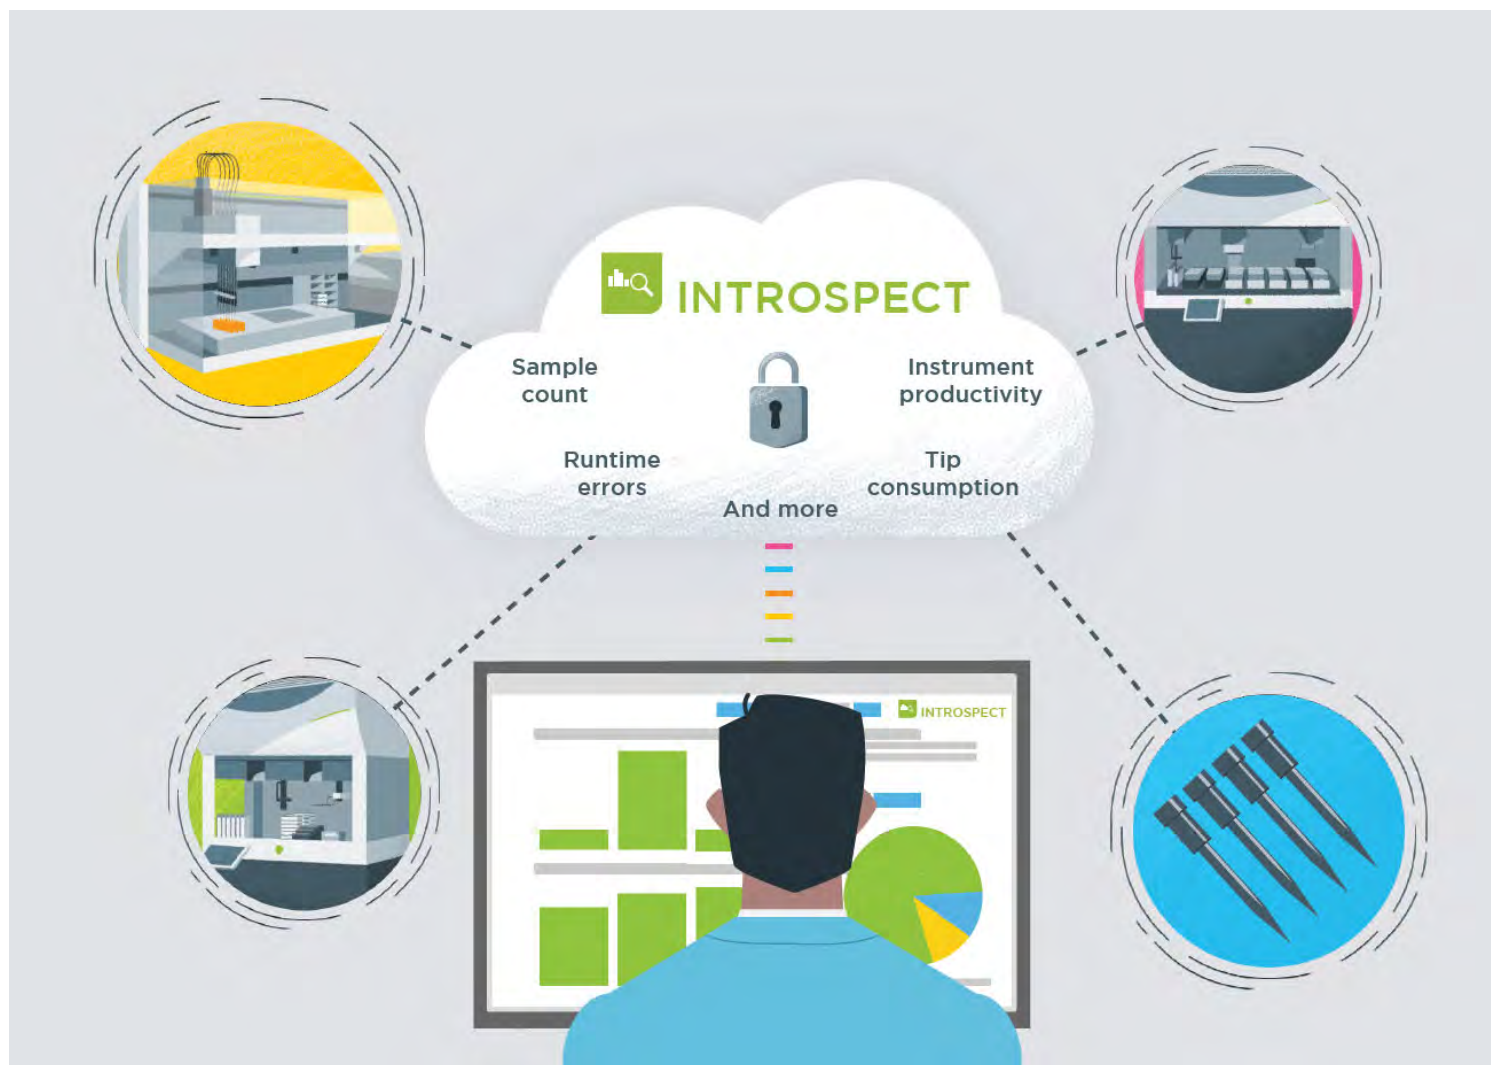 INTROSPECT
Sample
count
Instrument
productivity
Runtime
errors
Tip
consumption
And more
INTROSPECT